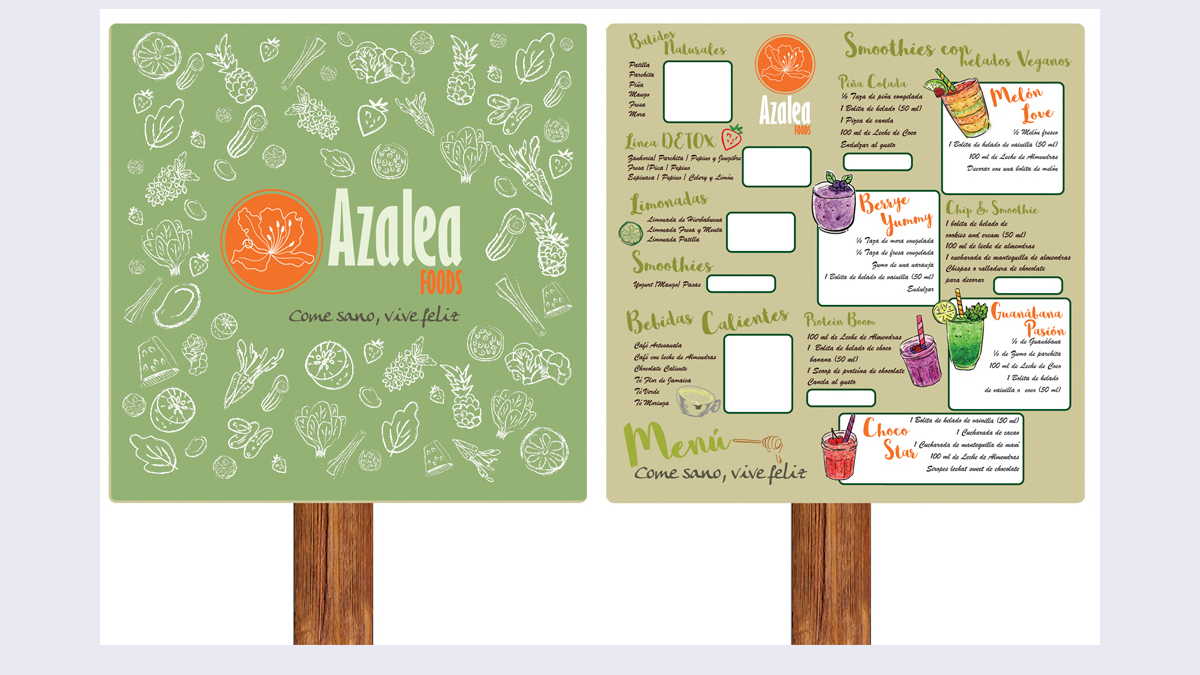 Azalea
FOODS
Come sano, vive feliz
Batidos
Naturales
Patilla
Parchita
Piña
Mango
Fresa
Mora
Azalea
FOODS
Línea DETOX
Zanhoria| Parchita | Pepino y Jengibre
Fresa |Piña | Pepino
Espinaca | Pepino | Celery y Limón
Limonadas
Limonada de Hierbabuena
Limonada Fresa y Menta
Limonada Patilla
Smoothies
Yogurt |Mango| Pasas
Bebidas Calientes
Café Artesanala
Café con leche de Almendras
Chocolate Caliente
Té Flor de Jamaica
Té Verde
Té Moringa
Menú
Come sano, vive feliz
Smoothies con
helados Veganos
Piña Colada
½ Taza de piña congelada
1 Bolita de helado (50 ml)
1 Pizca de canela
100 ml de Leche de Coco
Endulzar al gusto
Melón
Love
½ Melón fresco
1 Bolita de helado de vainilla (50 ml)
100 ml de Leche de Almendras
Decorar con una bolita de melón
Berrye
Yummy
½ Taza de mora congelada
½ Taza de fresa congelada
Zumo de una naranja
1 Bolita de helado de vainilla (50 ml)
Endulzar
Chip & Smoothie
1 bolita de helado de
cookies and cream (50 ml)
100 ml de leche de almendras
1 cucharada de mantequilla de almendras
Chispas o ralladura de chocolate
para decorar
Protein Boom
100 ml de Leche de Almendras
1 Bolita de helado de choco
banana (50 ml)
1 Scoop de proteína de chocolate
Canela al gusto
Guanábana
Pasión
½ de Guanábana
½ de Zumo de parchita
100 ml de Leche de Coco
1 Bolita de helado
de vainilla o coco (50 ml)
Choco
Star
1 Bolita de helado de vainilla (50 ml)
1 Cucharada de cacao
1 Cucharada de mantequilla de maní
100 ml de Leche de Almendras
Siropes lechat sweet de chocolate